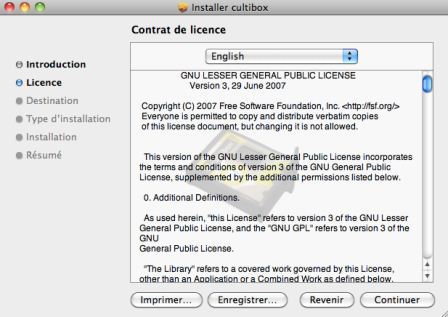 Installer cultibox
Introduction
Licence
Destination
Type d'installation
Installation
Résumé
Contrat de licence
English
GNU LESSER GENERAL PUBLIC LICENSE
Version 3, 29 June 2007
Copyright (C) 2007 Free Software Foundation, Inc. <http://fsf.org/>
Everyone is permitted to copy and distribute verbatim copies
of this license document, but changing it is not allowed.
This version of the GNU Lesser General Public License incorporates
the terms and conditions of version 3 of the GNU General Public
License, supplemented by the additional permissions listed below.
0. Additional Definitions.
As used herein, "this License" refers to version 3 of the GNU Lesser
General Public License, and the "GNU GPL" refers to version 3 of the
GNU
General Public License.
"The Library" refers to a covered work governed by this License,
other than an Application or a Combined Work as defined below.
Imprimer... Enregistrer... Revenir Continuer